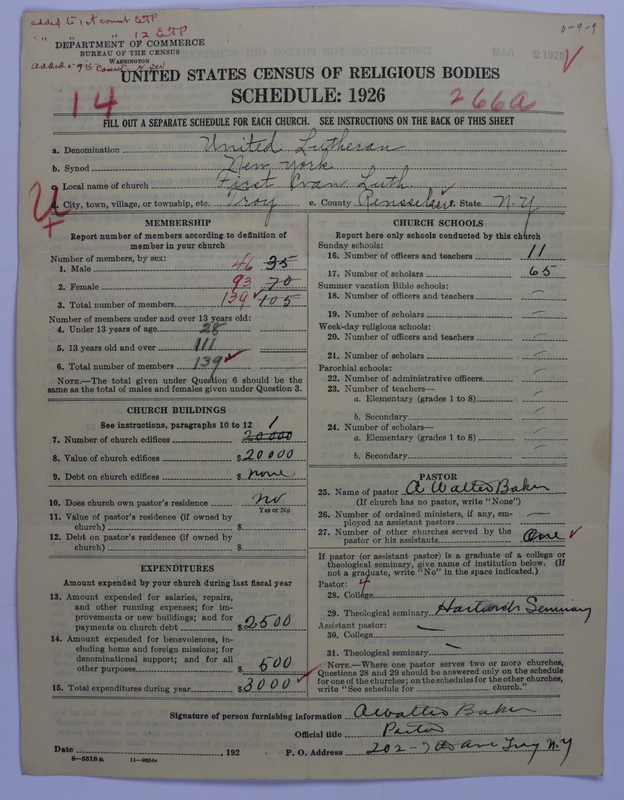 added to 1st count ETP
" " " 12 ETP
DEPARTMENT OF COMMERCE
BUREAU OF THE CENSUS
WASHINGTON
0-9-9
MAR 2 1928
UNITED STATES CENSUS OF RELIGIOUS BODIES
SCHEDULE: 1926
14
266a
FILL OUT A SEPARATE SCHEDULE FOR EACH CHURCH. SEE INSTRUCTIONS ON THE BACK OF THIS SHEET
a. Denomination United Lutheran
b. Synod New York
c. Local name of church First Evan. Luth.
d. City, town, village, or township, etc. Troy e. County Rensselaer f. State N.Y
MEMBERSHIP
Report number of members according to definition of
member in your church
Number of members, by sex:
1. Male 46 35
2. Female 93 70
3. Total number of members 139 105
Number of members under and over 13 years old:
4. Under 13 years of age 28
5. 13 years old and over 111
6. Total number of members 139
NOTE.—The total given under Question 6 should be the
same as the total of males and females given under Question 3.
CHURCH BUILDINGS
See instructions, paragraphs 10 to 12
7. Number of church edifices 20000 1
8. Value of church edifices $20000
9. Debt on church edifices $none
10. Does church own pastor's residence no
Yes or No
11. Value of pastor's residence (if owned by
church) $
12. Debt on pastor's residence (if owned by
church) $
EXPENDITURES
Amount expended by your church during last fiscal year
13. Amount expended for salaries, repairs,
and other running expenses; for im-
provements or new buildings; and for
payments on church debt $2500
14. Amount expended for benevolences, in-
cluding home and foreign missions; for
denominational support; and for all
other purposes 500
15. Total expenditures during year $3000
CHURCH SCHOOLS
Report here only schools conducted by this church
Sunday schools:
16. Number of officers and teachers 11
17. Number of scholars 65
Summer vacation Bible schools:
18. Number of officers and teachers —
19. Number of scholars —
Week-day religious schools:
20. Number of officers and teachers —
21. Number of scholars —
Parochial schools:
22. Number of administrative officers —
23. Number of teachers—
a. Elementary (grades 1 to 8) —
b. Secondary —
24. Number of scholars—
a. Elementary (grades 1 to 8) —
b. Secondary —
PASTOR
25. Name of pastor A Walter Baker
(If church has no pastor, write "None")
26. Number of ordained ministers, if any, em-
ployed as assistant pastors —
27. Number of other churches served by the
pastor or his assistants One
If pastor (or assistant pastor) is a graduate of a college or
theological seminary, give name of institution below. (If
not a graduate, write "No" in the space indicated.)
Pastor: 4
28. College
29. Theological seminary Hartwick Seminary
Assistant pastor:
30. College —
31. Theological seminary —
NOTE.—Where one pastor serves two or more churches,
Questions 28 and 29 should be answered only on the schedule
for one of the churches; on the schedules for the other churches,
write "See schedule for church."
Signature of person furnishing information A Walter Baker
Official title Pastor
Date , 192 P. O. Address 202-7th Ave Troy N.Y
8—5518 a